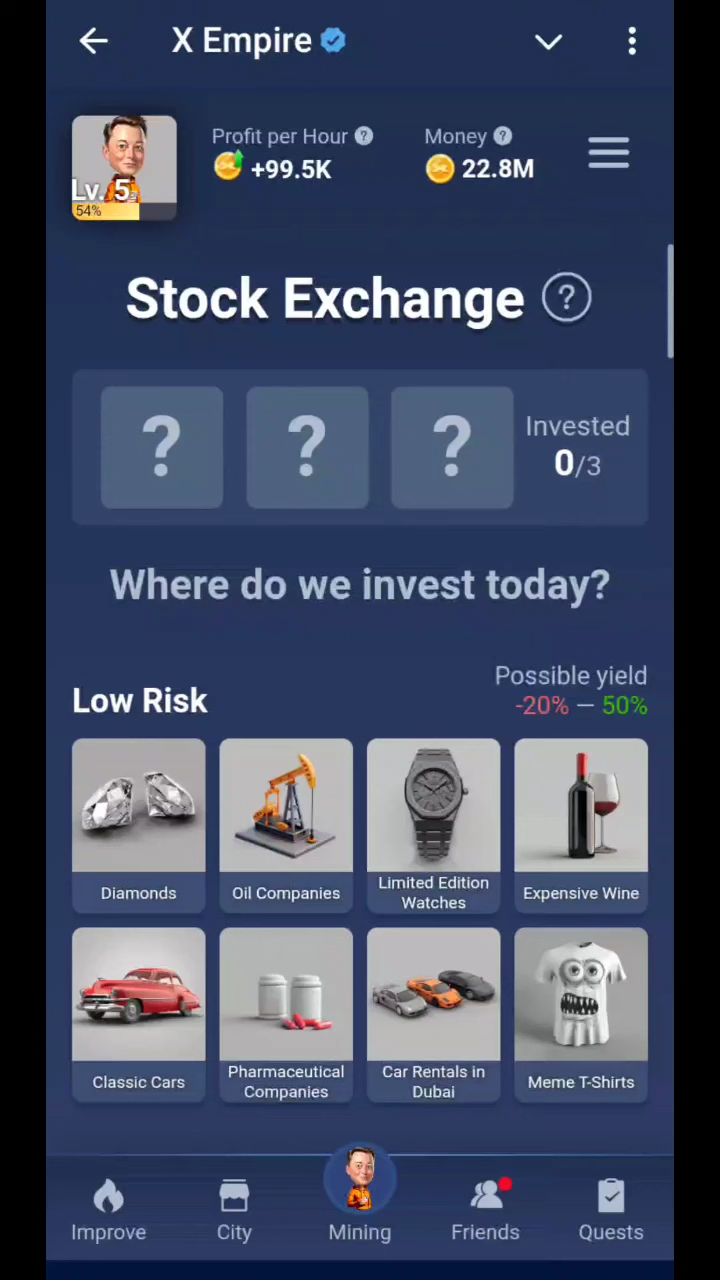 X Empire
Profit per Hour ?
+99.5K
Money ?
22.8M
Lv. 5
54%
Stock Exchange ?
? ? ? Invested
0/3
Where do we invest today?
Low Risk
Possible yield
-20% — 50%
Diamonds
Oil Companies
Limited Edition
Watches
Expensive Wine
Classic Cars
Pharmaceutical
Companies
Car Rentals in
Dubai
Meme T-Shirts
Improve
City
Mining
Friends
Quests